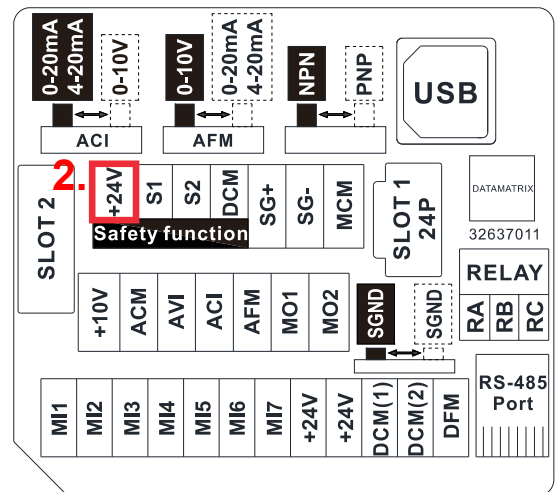 0-20mA
4-20mA
0-10V
ACI
0-10V
0-20mA
4-20mA
AFM
NPN
PNP
USB
2.
+24V
S1
S2
DCM
SG+
SG-
MCM
Safety function
SLOT 2
SLOT 1
24P
DATAMATRIX
32637011
RELAY
RA
RB
RC
+10V
ACM
AVI
ACI
AFM
MO1
MO2
SGND
SGND
MI1
MI2
MI3
MI4
MI5
MI6
MI7
+24V
+24V
DCM(1)
DCM(2)
DFM
RS-485
Port